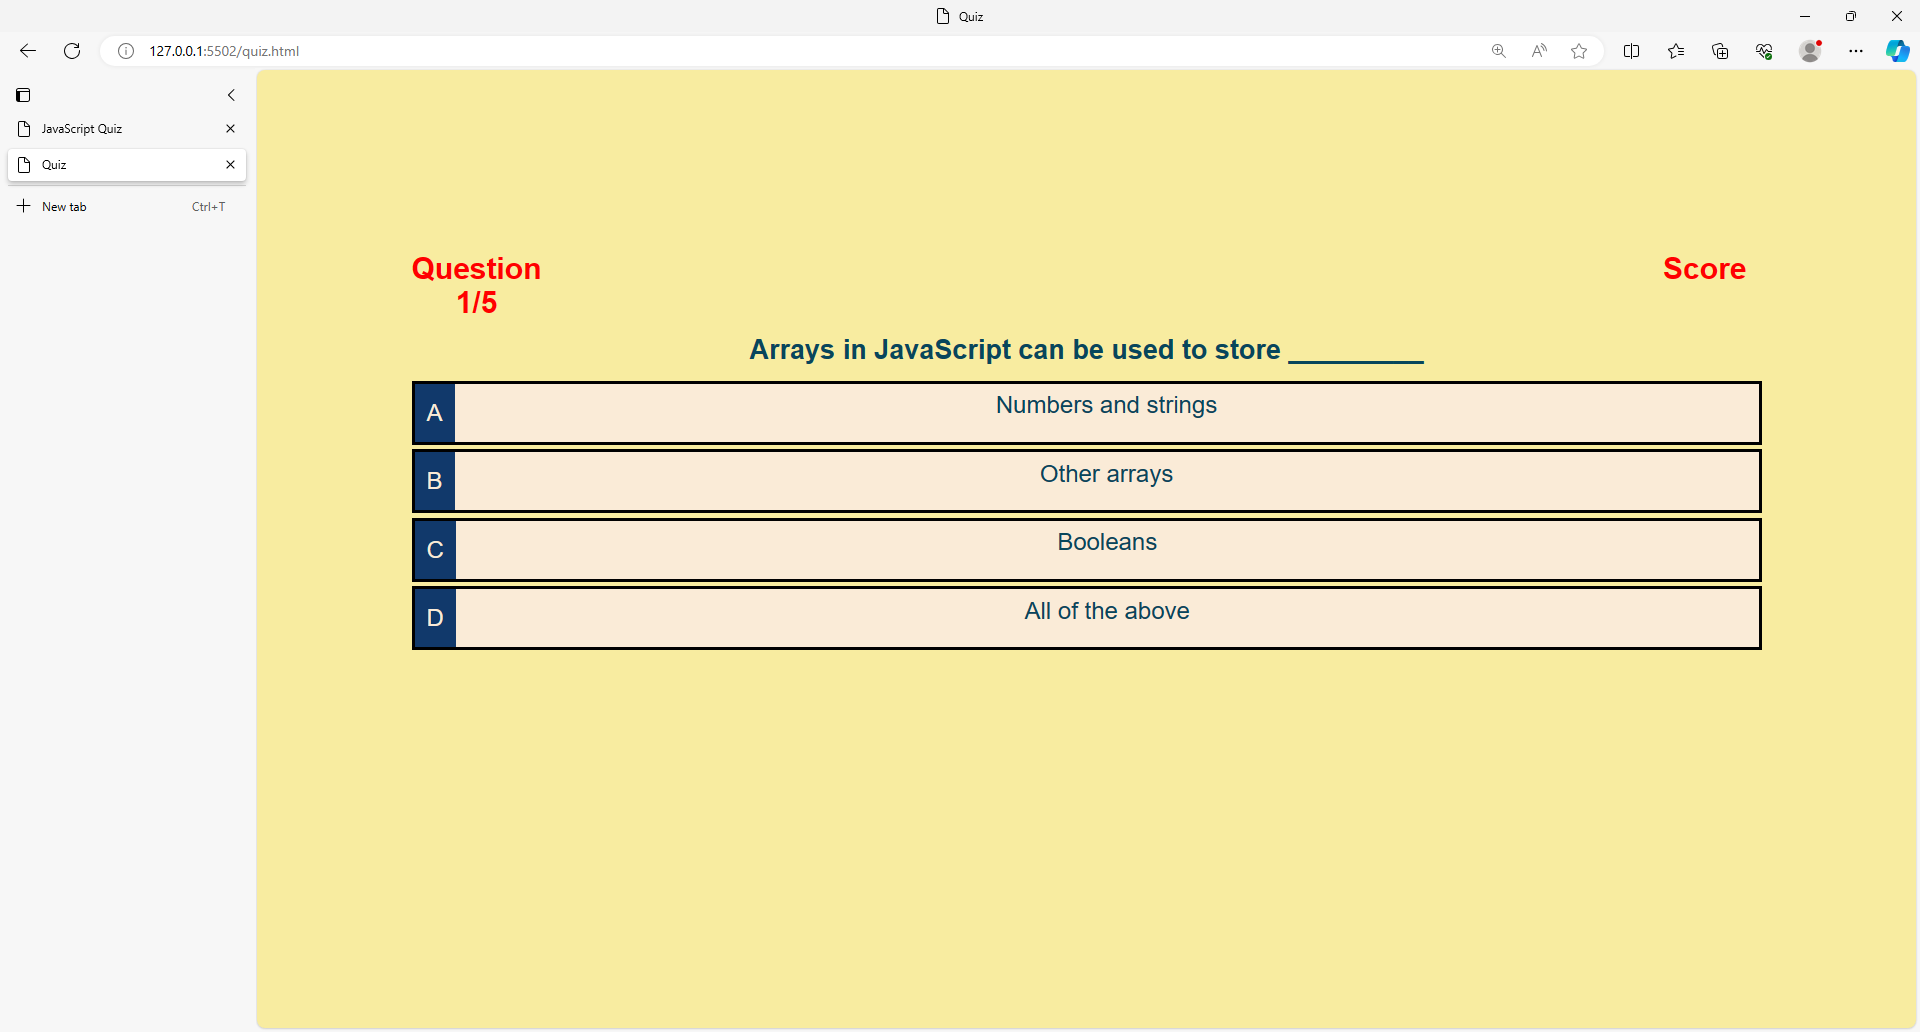 Quiz
127.0.0.1:5502/quiz.html
JavaScript Quiz
Quiz
New tab Ctrl+T
Question
1/5
Score
Arrays in JavaScript can be used to store _________
A Numbers and strings
B Other arrays
C Booleans
D All of the above